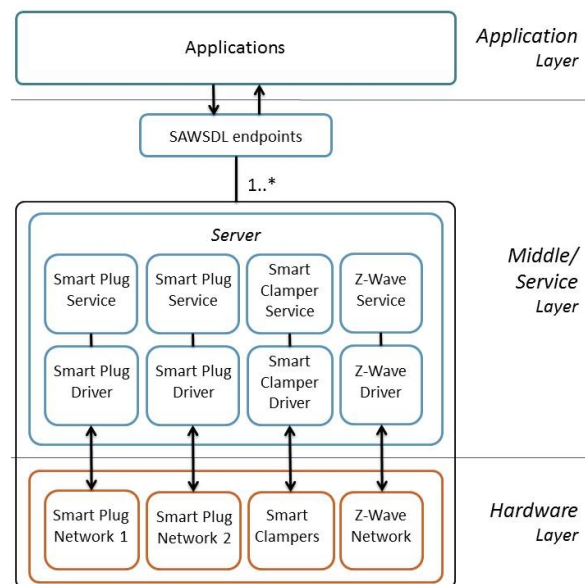 Applications
Application
Layer
SAWSDL endpoints
1..*
Server
Smart Plug
Service
Smart Plug
Service
Smart
Clamper
Service
Z-Wave
Service
Middle/
Service
Layer
Smart Plug
Driver
Smart Plug
Driver
Smart
Clamper
Driver
Z-Wave
Driver
Smart Plug
Network 1
Smart Plug
Network 2
Smart
Clampers
Z-Wave
Network
Hardware
Layer